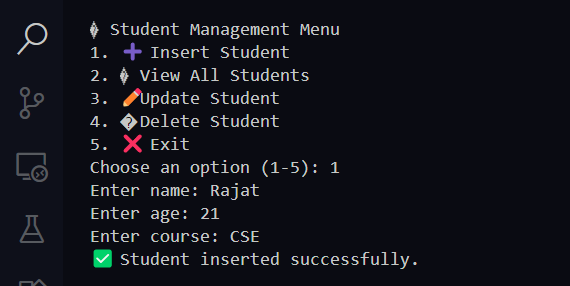 Student Management Menu
1. ➕ Insert Student
2. View All Students
3. ✏️Update Student
4. �Delete Student
5. ❌ Exit
Choose an option (1-5): 1
Enter name: Rajat
Enter age: 21
Enter course: CSE
✅ Student inserted successfully.